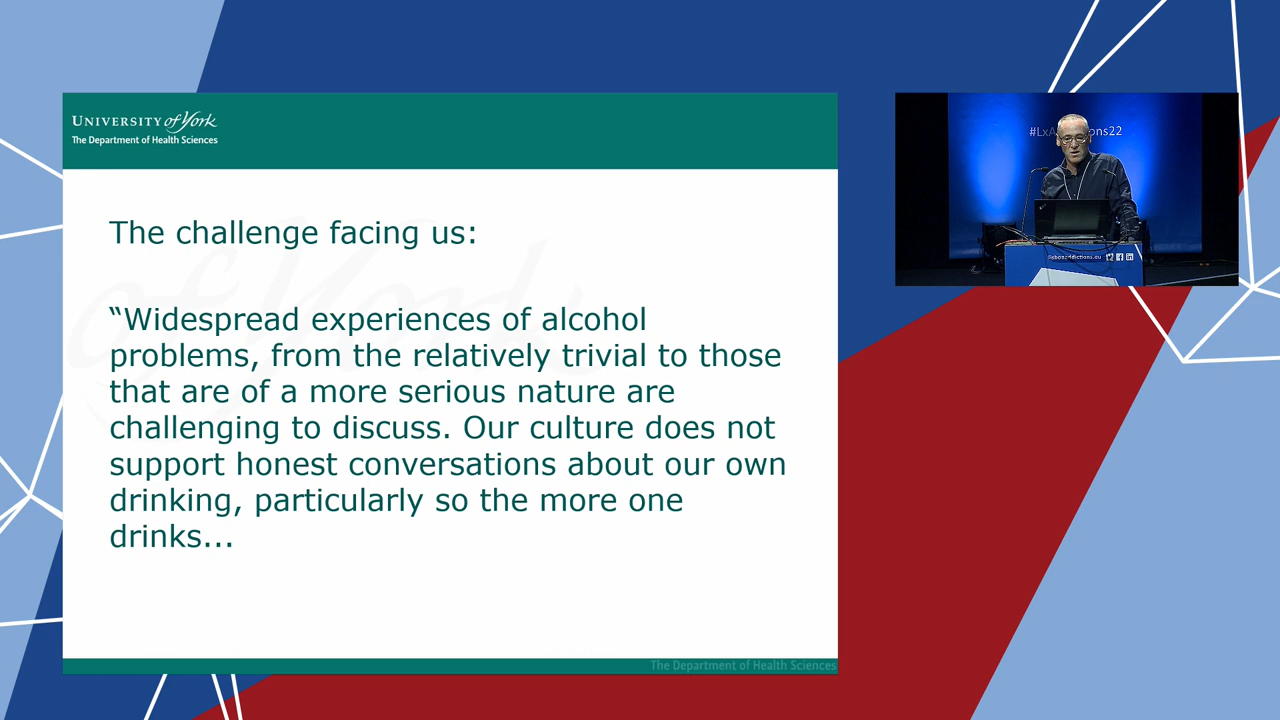 UNIVERSITY of York
The Department of Health Sciences
The challenge facing us:
“Widespread experiences of alcohol
problems, from the relatively trivial to those
that are of a more serious nature are
challenging to discuss. Our culture does not
support honest conversations about our own
drinking, particularly so the more one
drinks...
The Department of Health Sciences